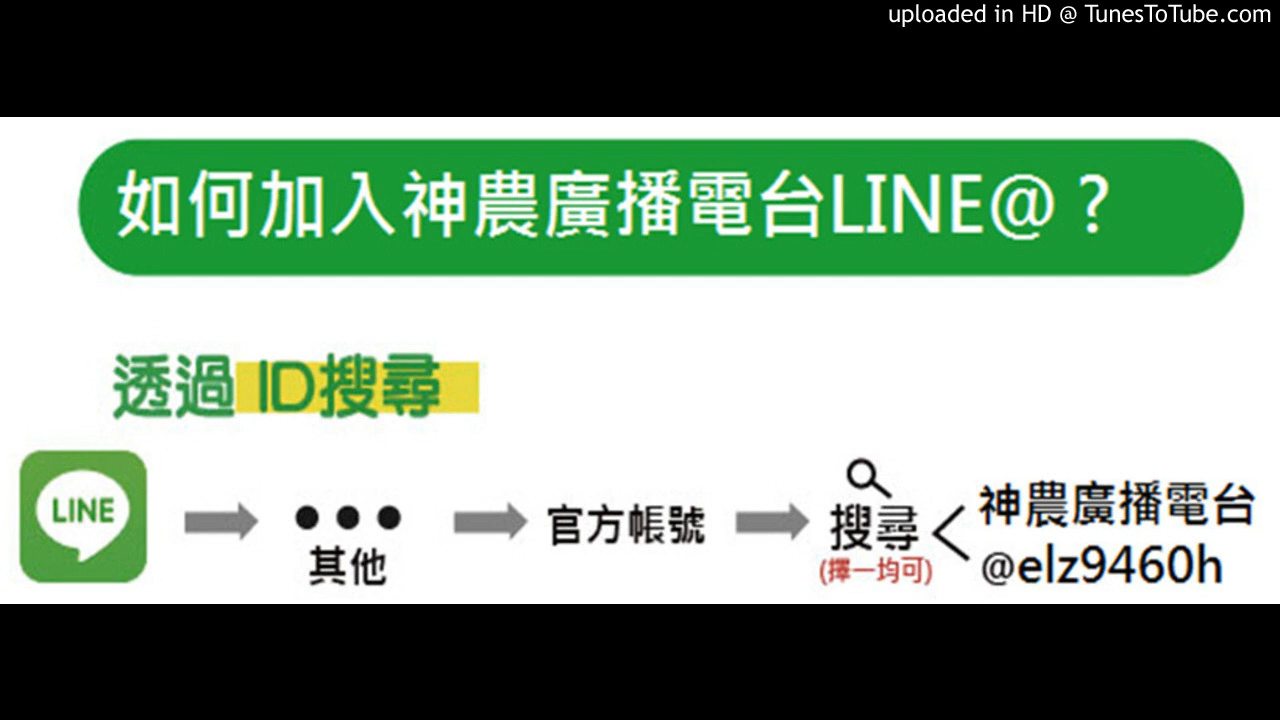 uploaded in HD @ TunesToTube.com
如何加入神農廣播電台LINE@？
透過 ID搜尋
LINE
其他
官方帳號
搜尋
(擇一均可)
神農廣播電台
@elz9460h